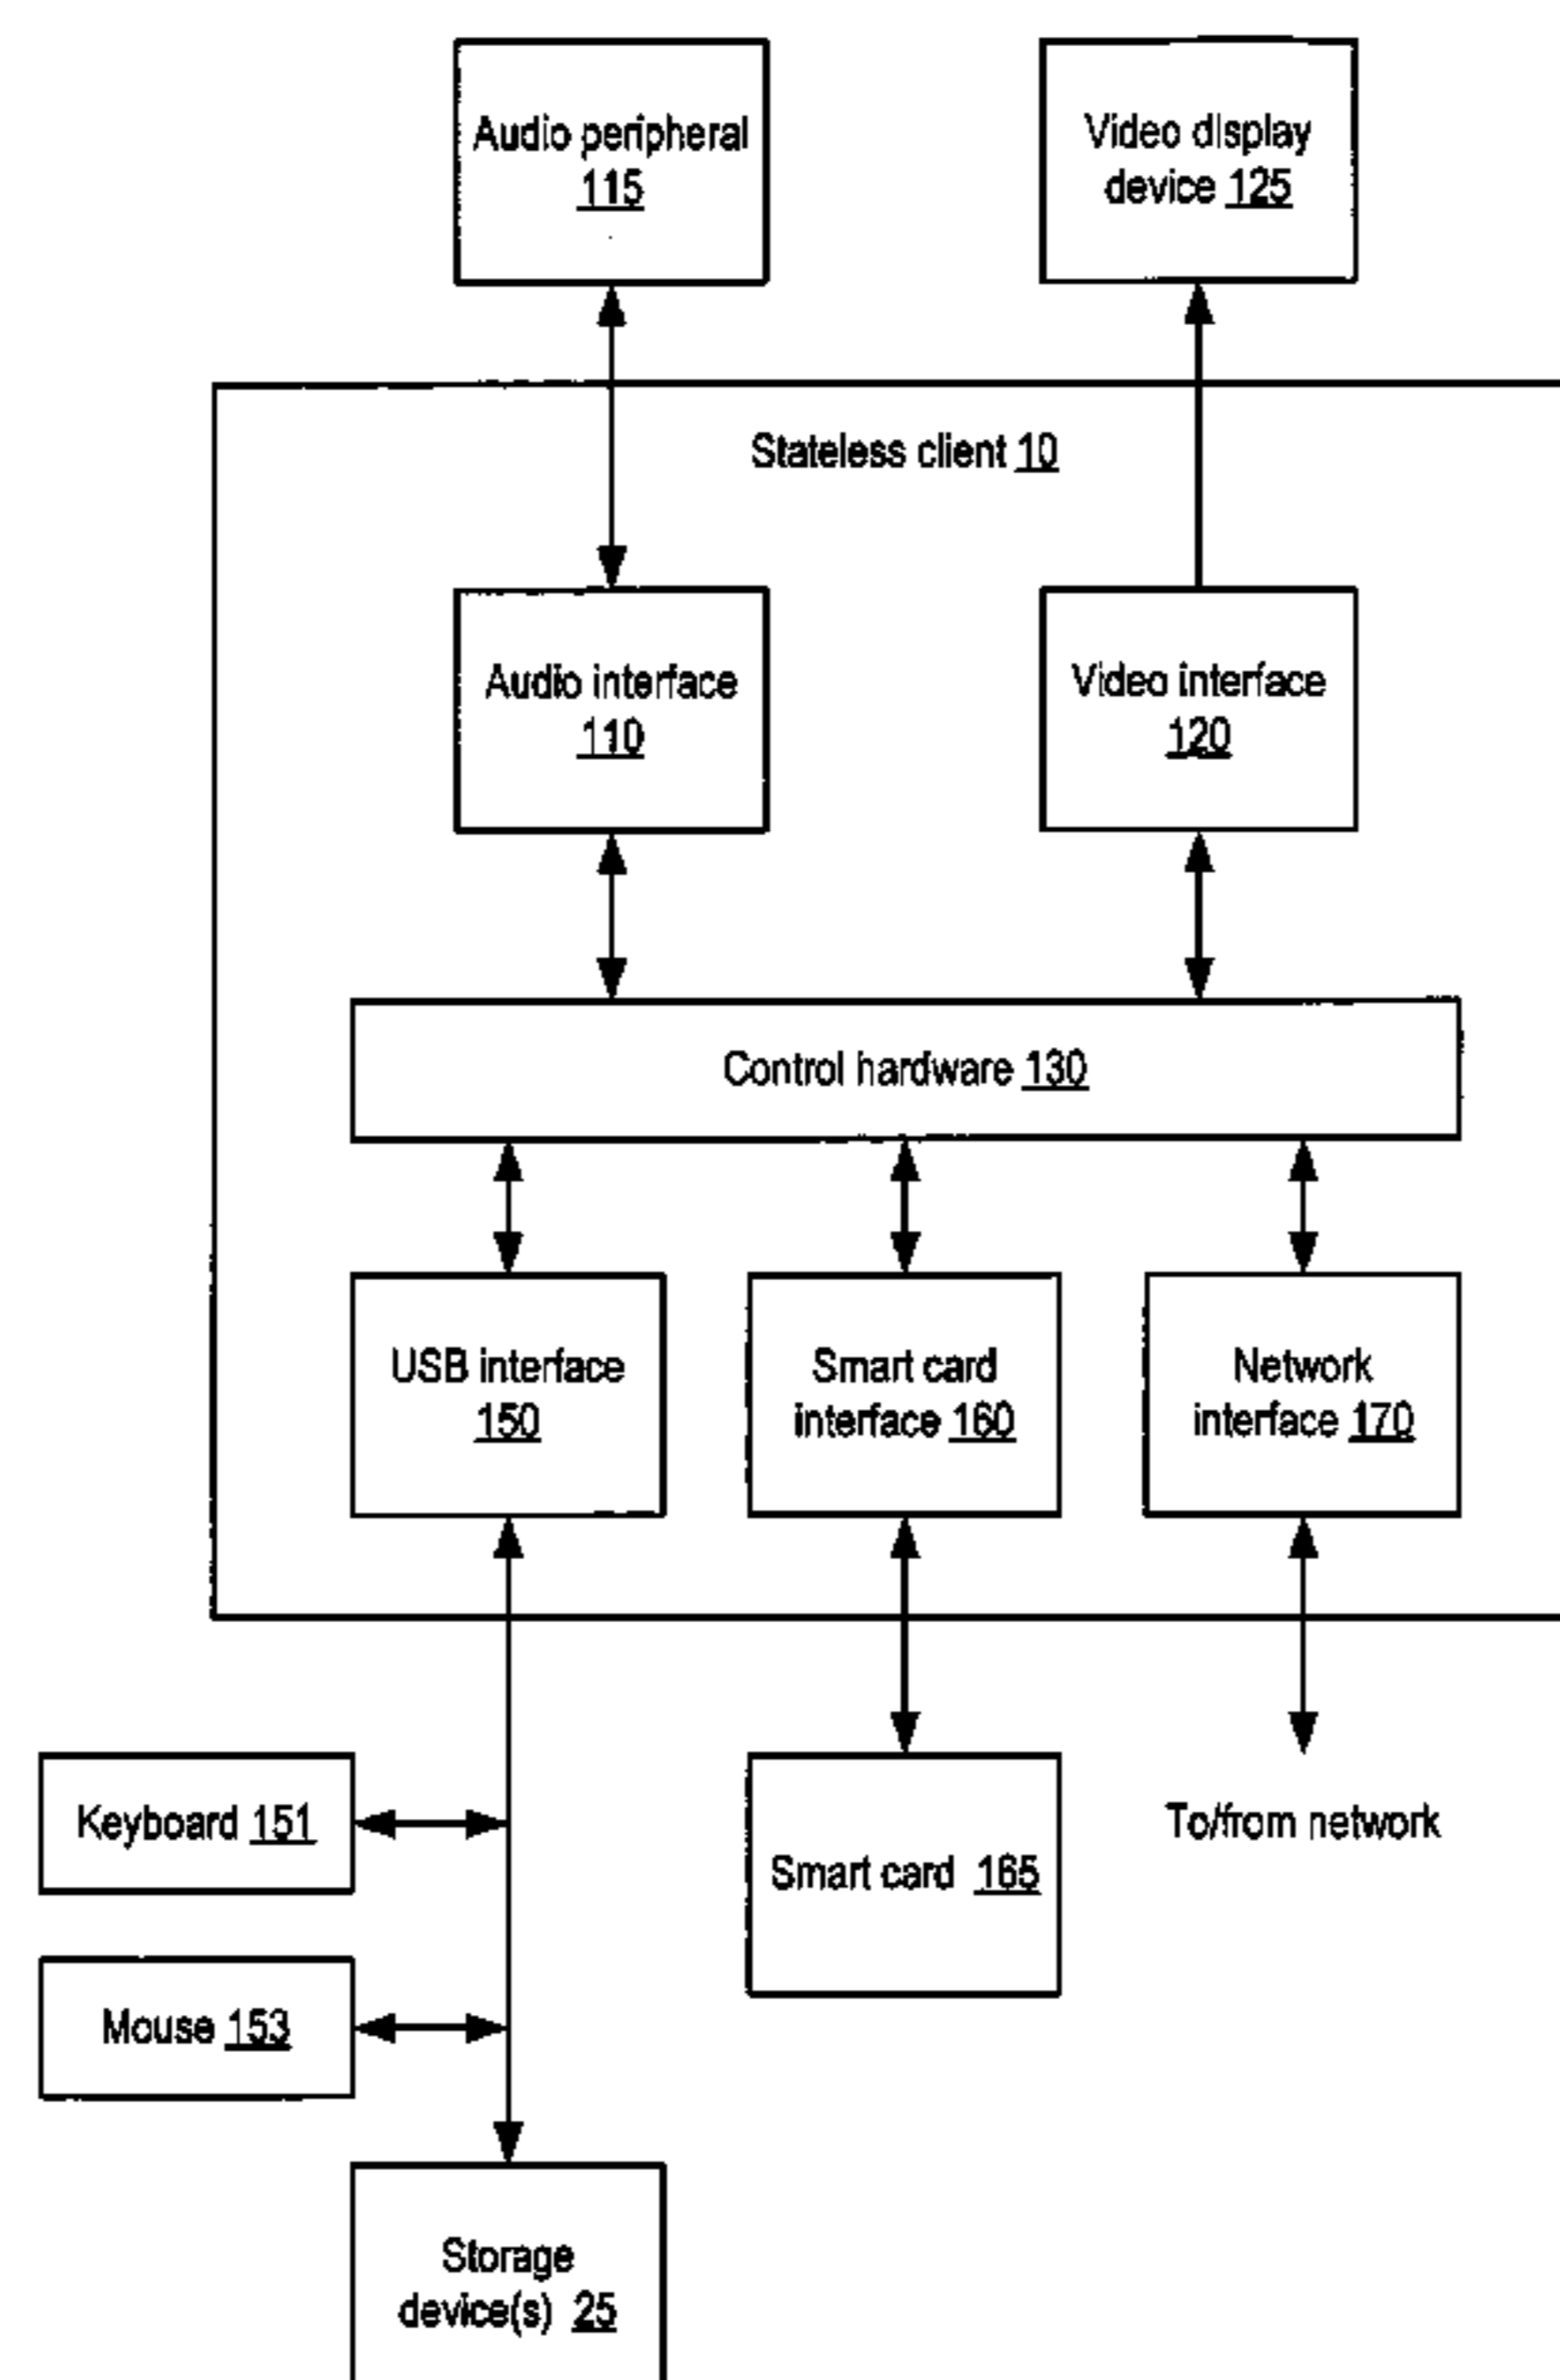 Audio peripheral
115
Video display
device 125
Stateless client 10
Audio interface
110
Video interface
120
Control hardware 130
USB interface
150
Smart card
interface 160
Network
interface 170
Keyboard 151
To/from network
Smart card 165
Mouse 153
Storage
device(s) 25